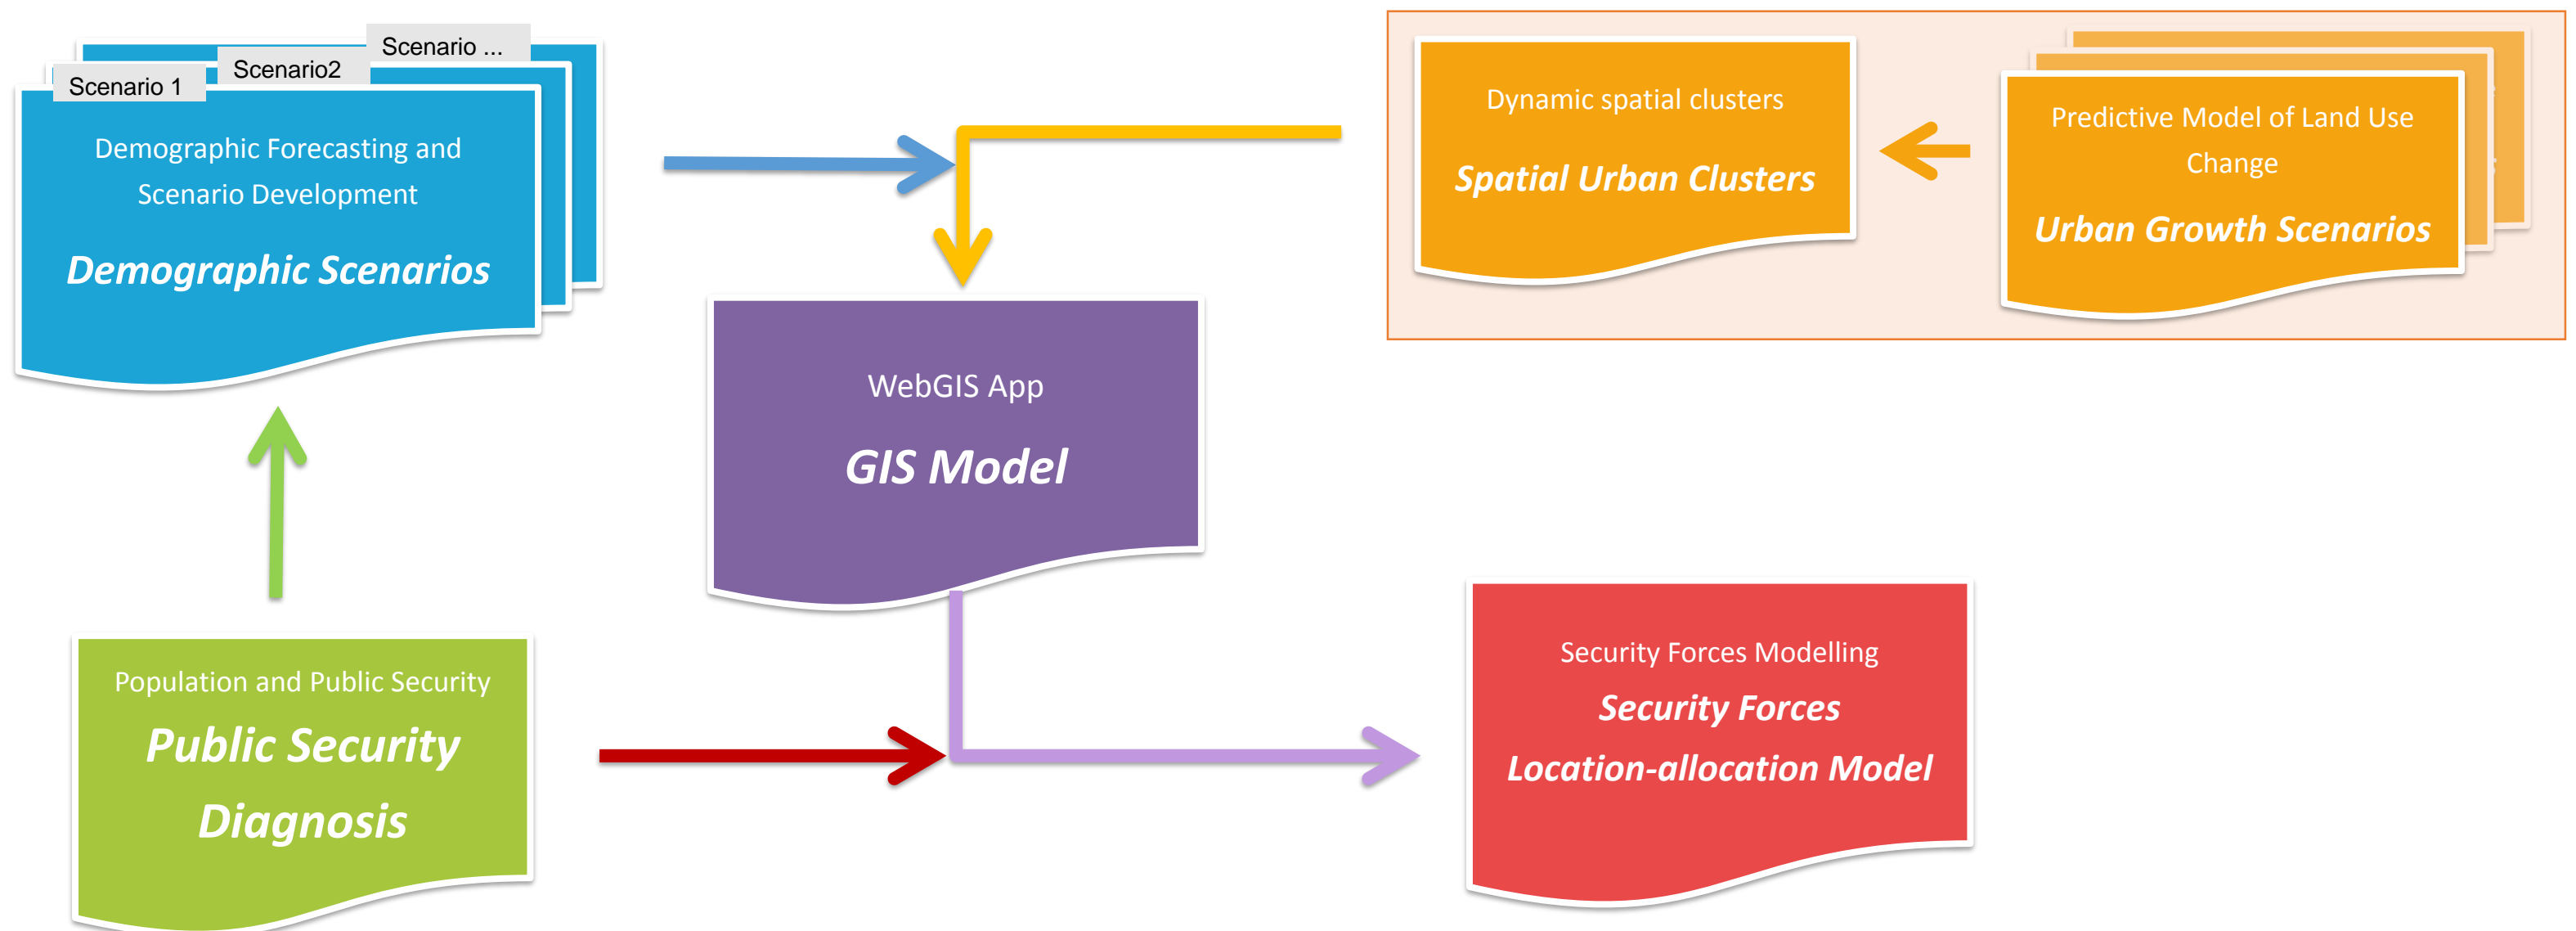 Scenario ...
Scenario2
Scenario 1
Demographic Forecasting and
Scenario Development
Demographic Scenarios
Dynamic spatial clusters
Spatial Urban Clusters
Predictive Model of Land Use
Change
Urban Growth Scenarios
WebGIS App
GIS Model
Population and Public Security
Public Security
Diagnosis
Security Forces Modelling
Security Forces
Location-allocation Model